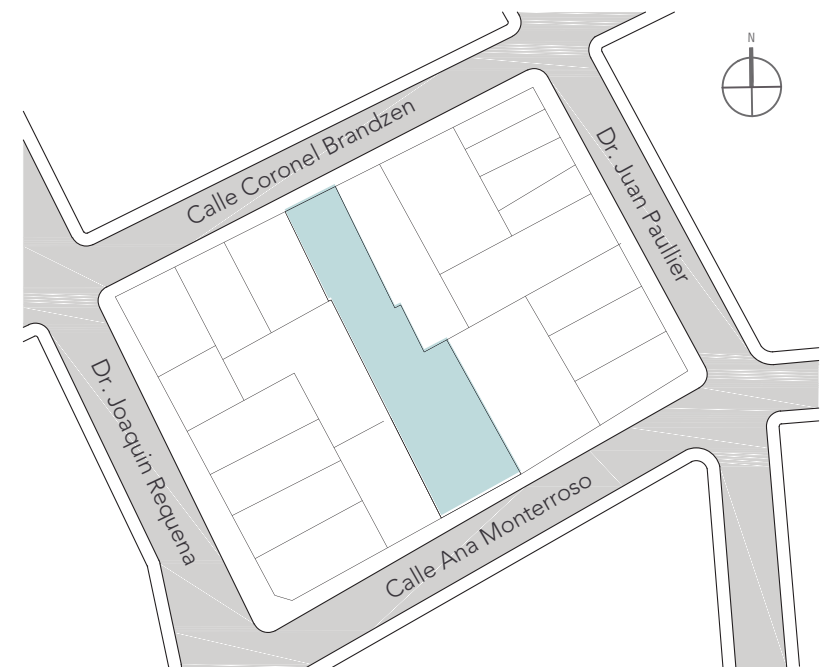 N
Calle Coronel Brandzen
Dr. Juan Paullier
Dr. Joaquin Requena
Calle Ana Monterroso